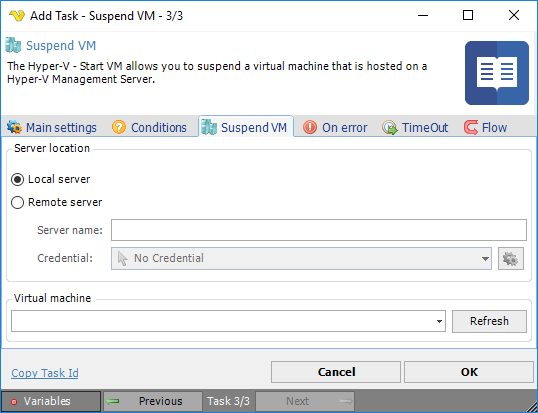 Add Task - Suspend VM - 3/3
Suspend VM
The Hyper-V - Start VM allows you to suspend a virtual machine that is hosted on a
Hyper-V Management Server.
Main settings Conditions Suspend VM On error TimeOut Flow
Server location
Local server
Remote server
Server name:
Credential: No Credential
Virtual machine
Refresh
Copy Task Id Cancel OK
Variables Previous Task 3/3 Next